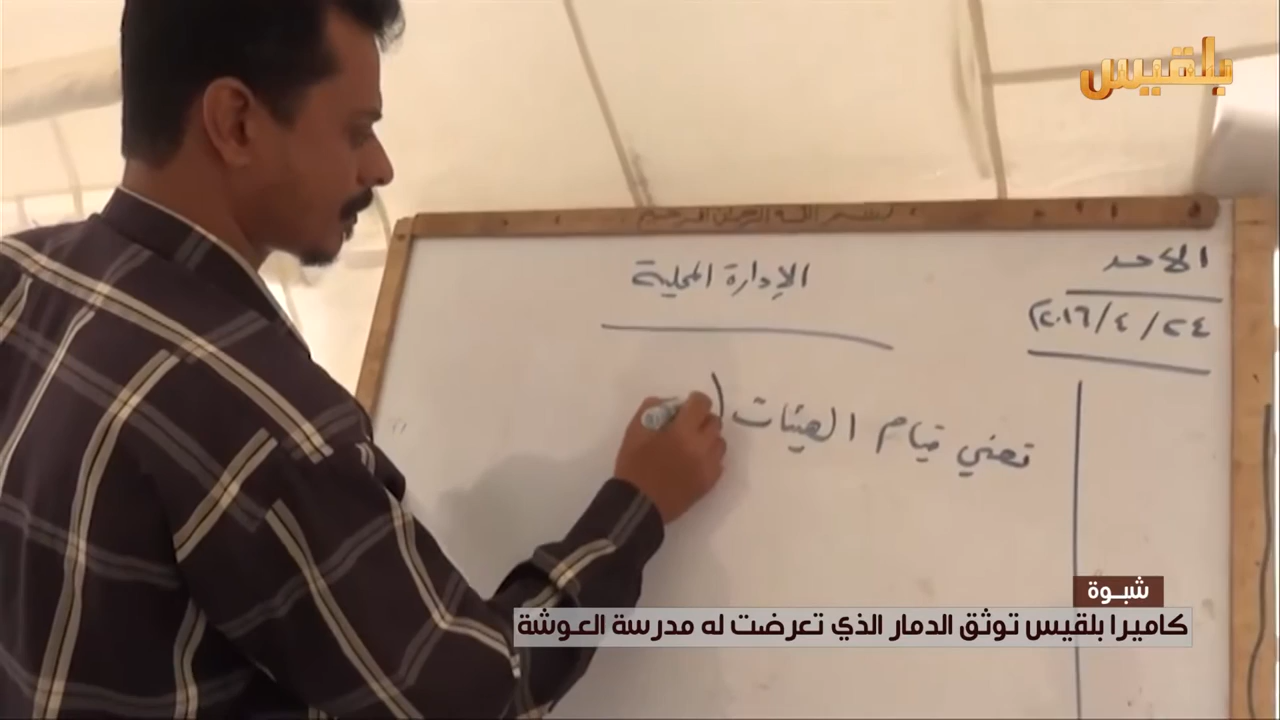 بلقيس
بسم الله الرحمن الرحيم
الأحد
٢٤/٤/٢٠١٦
الإدارة المحلية
تعني قيام الهيئات (
شبوة
كاميرا بلقيس توثق الدمار الذي تعرضت له مدرسة العوشة